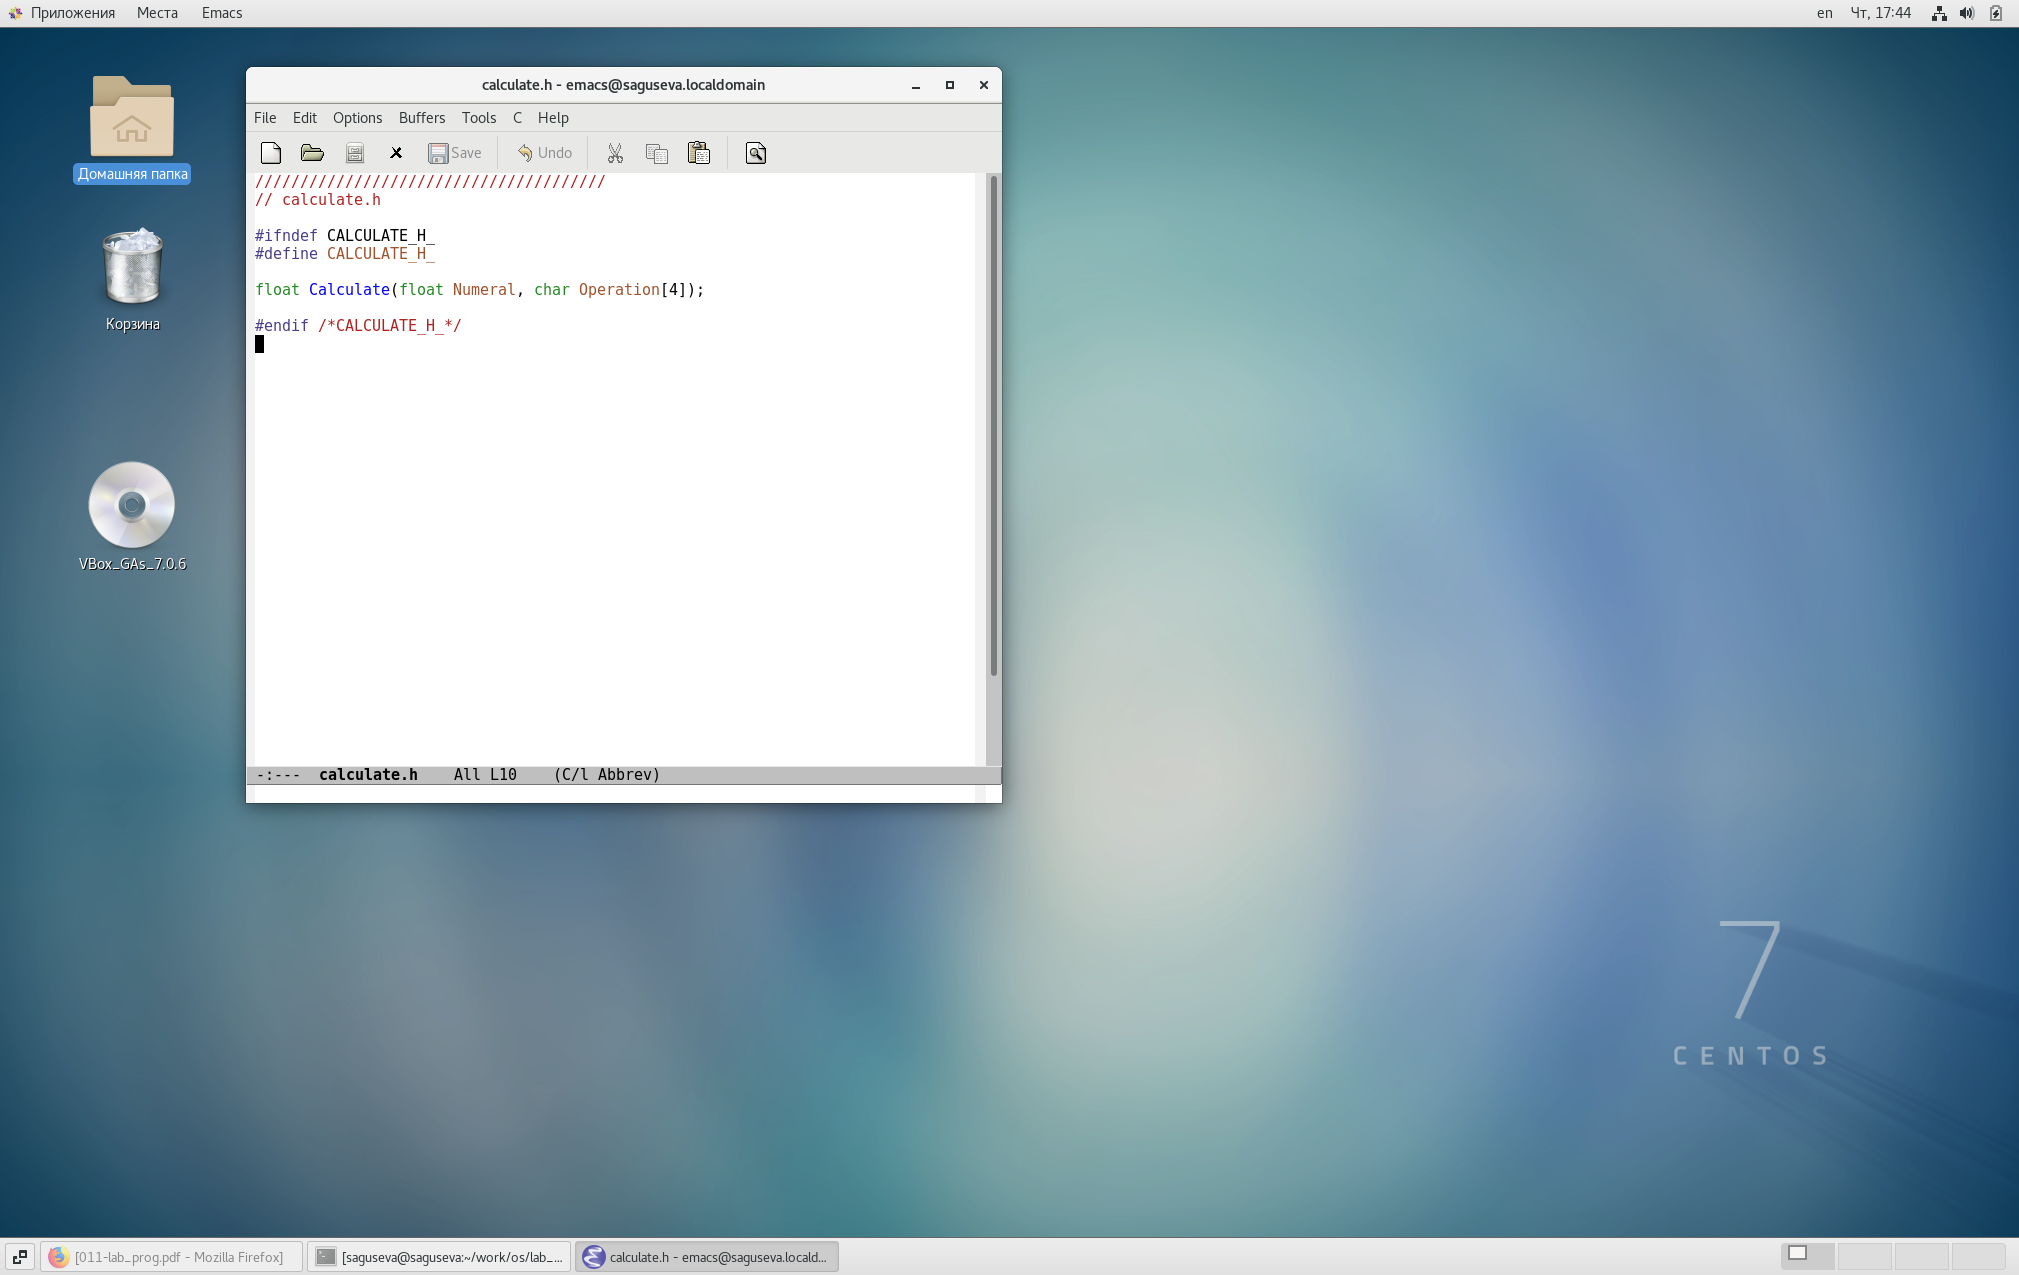 Приложения Места Emacs en Чт, 17:44
Домашняя папка
Корзина
VBox_GAs_7.0.6
calculate.h - emacs@saguseva.localdomain
File Edit Options Buffers Tools C Help
Save Undo
///////////////////////////////////////
// calculate.h
#ifndef CALCULATE_H_
#define CALCULATE_H_
float Calculate(float Numeral, char Operation[4]);
#endif /*CALCULATE_H_*/
-:--- calculate.h All L10 (C/l Abbrev)
7
CENTOS
[011-lab_prog.pdf - Mozilla Firefox] [saguseva@saguseva:~/work/os/lab_... calculate.h - emacs@saguseva.locald...